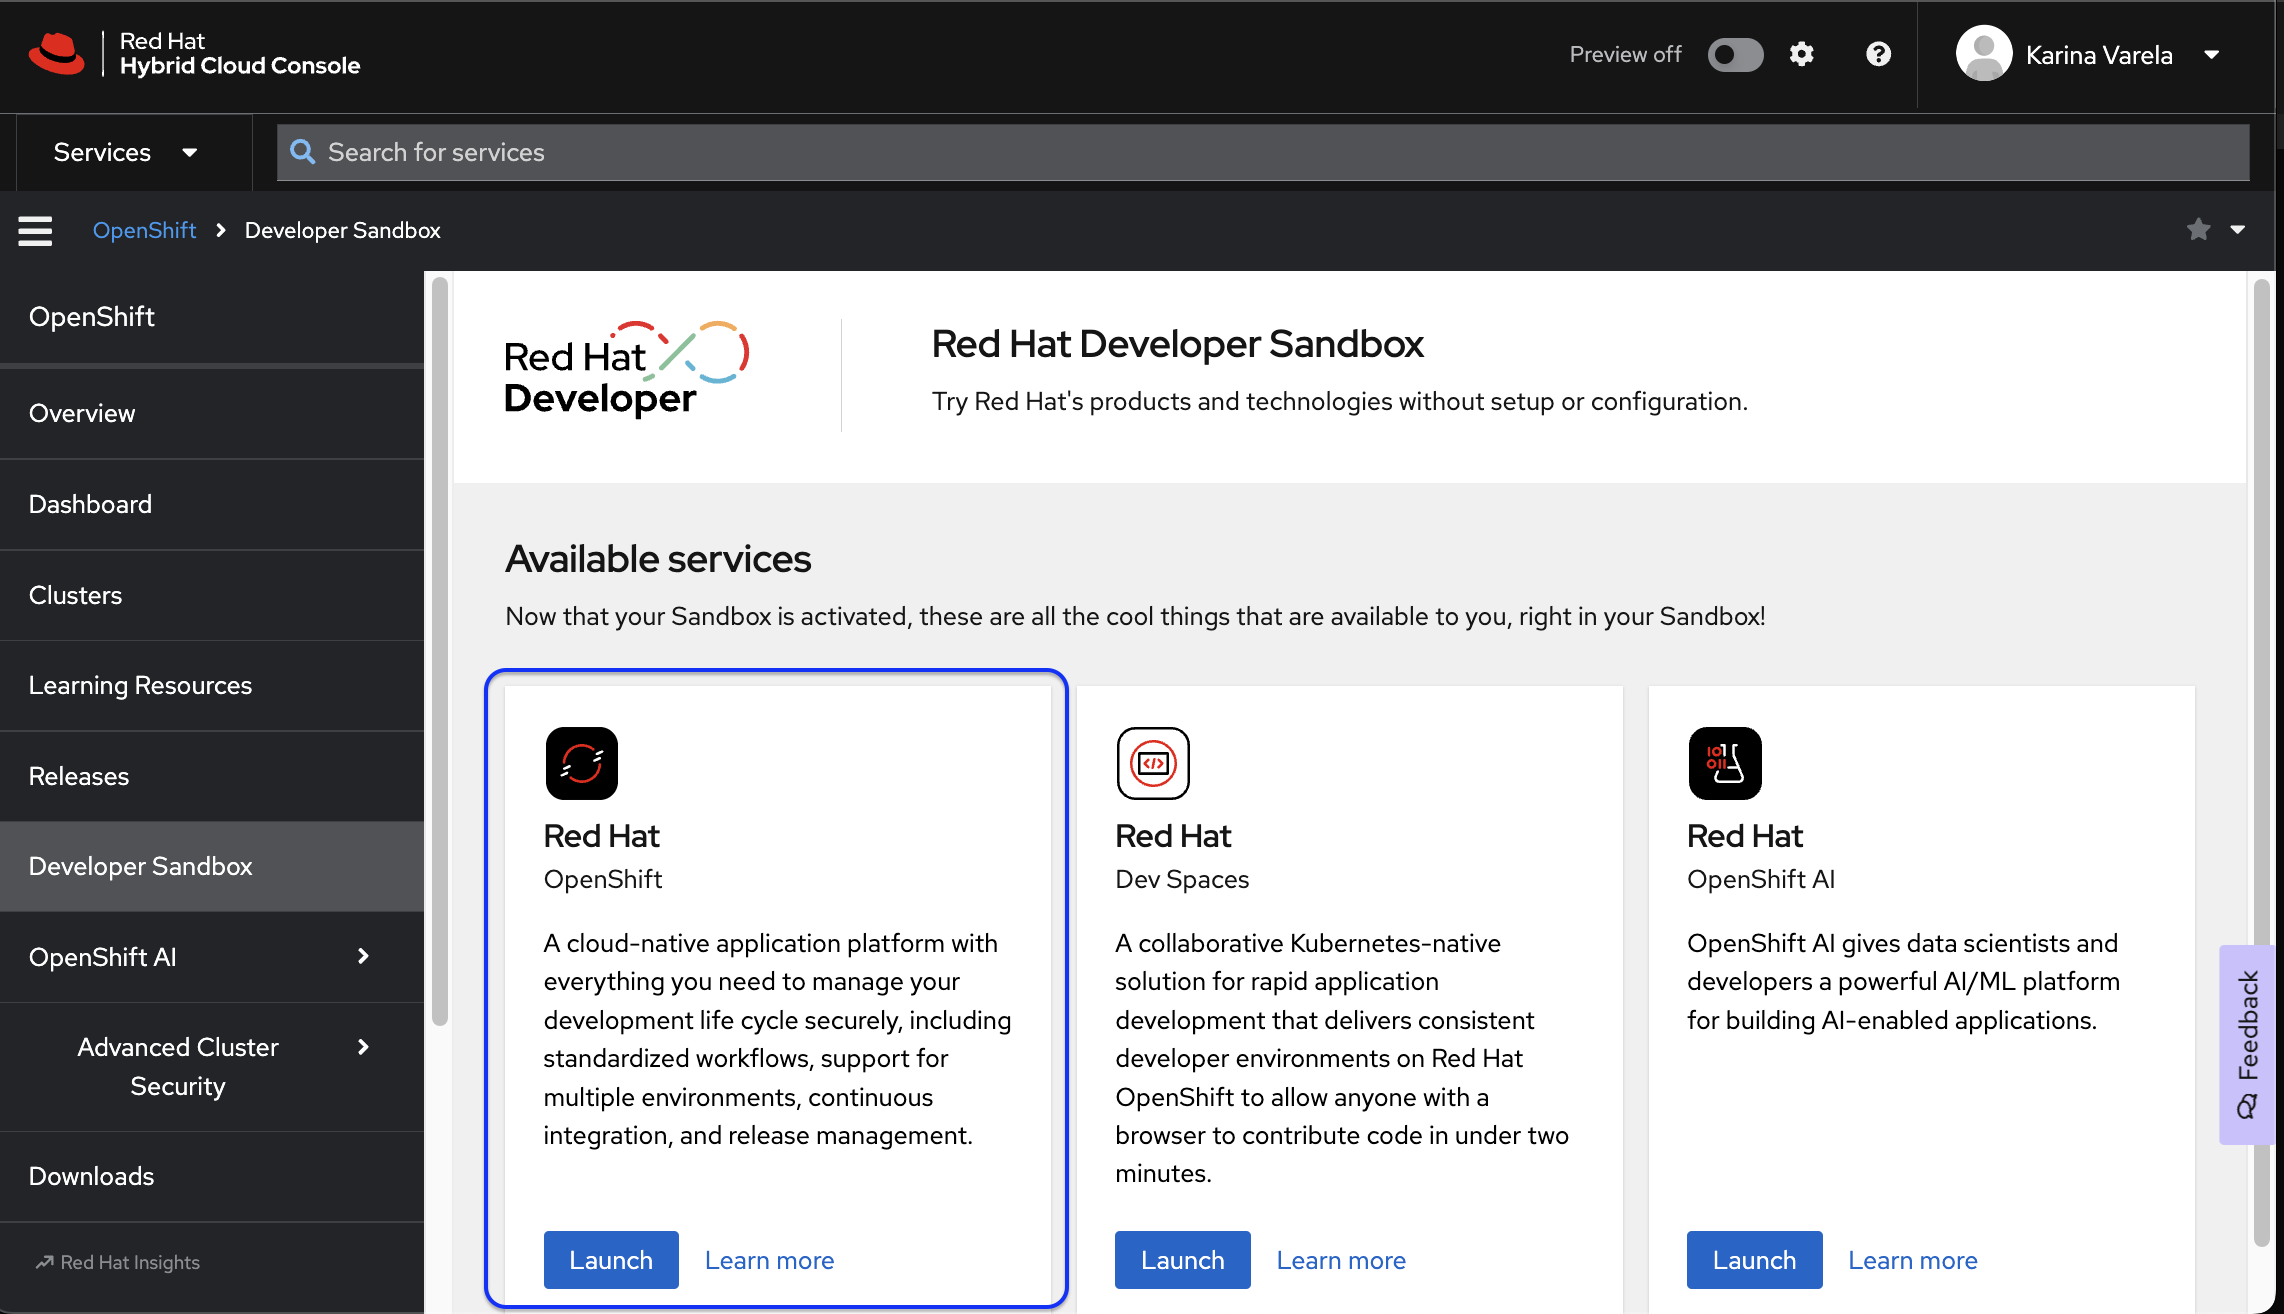 Red Hat
Hybrid Cloud Console
Preview off
Karina Varela
Services
Search for services
OpenShift
Developer Sandbox
OpenShift
Overview
Dashboard
Clusters
Learning Resources
Releases
Developer Sandbox
OpenShift AI
Advanced Cluster
Security
Downloads
Red Hat Insights
Red Hat
Developer
Red Hat Developer Sandbox
Try Red Hat's products and technologies without setup or configuration.
Available services
Now that your Sandbox is activated, these are all the cool things that are available to you, right in your Sandbox!
Red Hat
OpenShift
A cloud-native application platform with
everything you need to manage your
development life cycle securely, including
standardized workflows, support for
multiple environments, continuous
integration, and release management.
Launch
Learn more
Red Hat
Dev Spaces
A collaborative Kubernetes-native
solution for rapid application
development that delivers consistent
developer environments on Red Hat
OpenShift to allow anyone with a
browser to contribute code in under two
minutes.
Launch
Learn more
Red Hat
OpenShift AI
OpenShift AI gives data scientists and
developers a powerful AI/ML platform
for building AI-enabled applications.
Launch
Learn more
Feedback